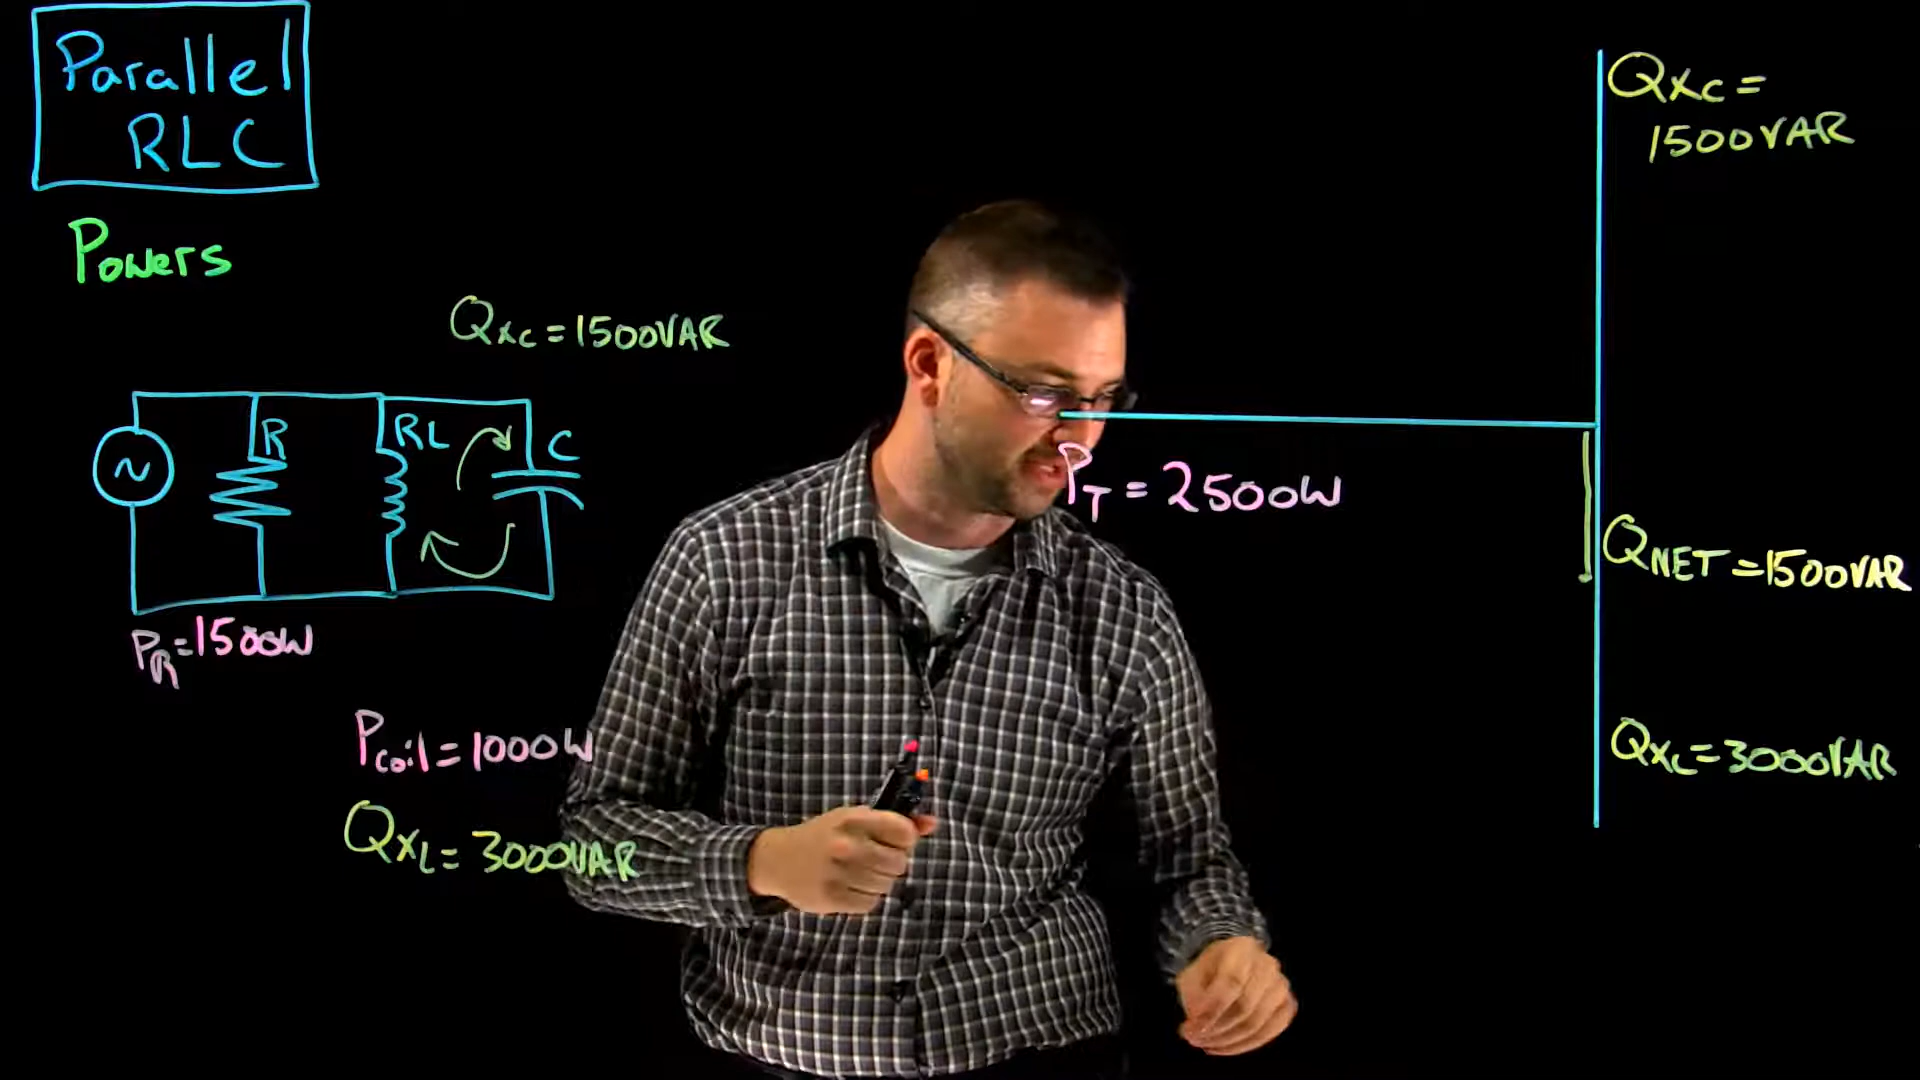 Parallel
RLC
Powers
QXC = 1500VAR
R
RL
C
~
PR = 1500W
Pcoil = 1000W
QXL = 3000VAR
PT = 2500W
QXC =
1500VAR
QNET = 1500VAR
QXL = 3000VAR